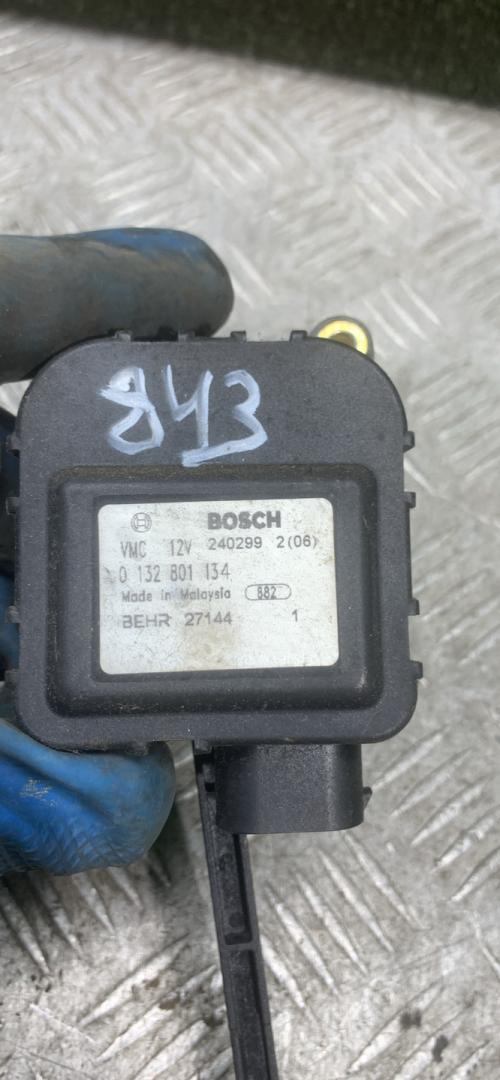 843
BOSCH
VMC 12V 240299 2(06)
0 132 801 134
Made in Malaysia 882
BEHR 27144 1